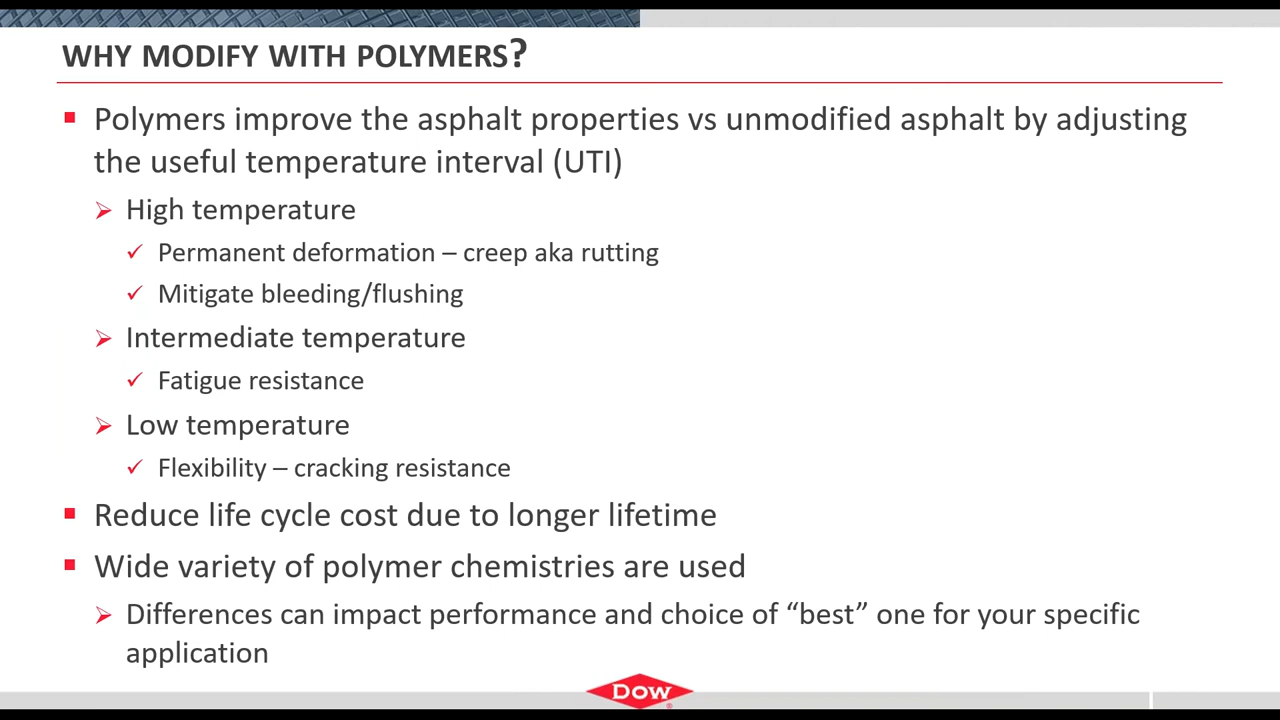 WHY MODIFY WITH POLYMERS?
Polymers improve the asphalt properties vs unmodified asphalt by adjusting
the useful temperature interval (UTI)
High temperature
Permanent deformation – creep aka rutting
Mitigate bleeding/flushing
Intermediate temperature
Fatigue resistance
Low temperature
Flexibility – cracking resistance
Reduce life cycle cost due to longer lifetime
Wide variety of polymer chemistries are used
Differences can impact performance and choice of “best” one for your specific
application
Dow